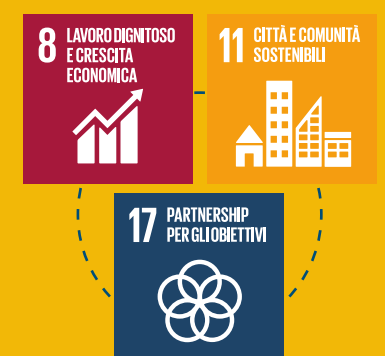 8 LAVORO DIGNITOSO
E CRESCITA
ECONOMICA
11 CITTÀ E COMUNITÀ
SOSTENIBILI
17 PARTNERSHIP
PER GLI OBIETTIVI